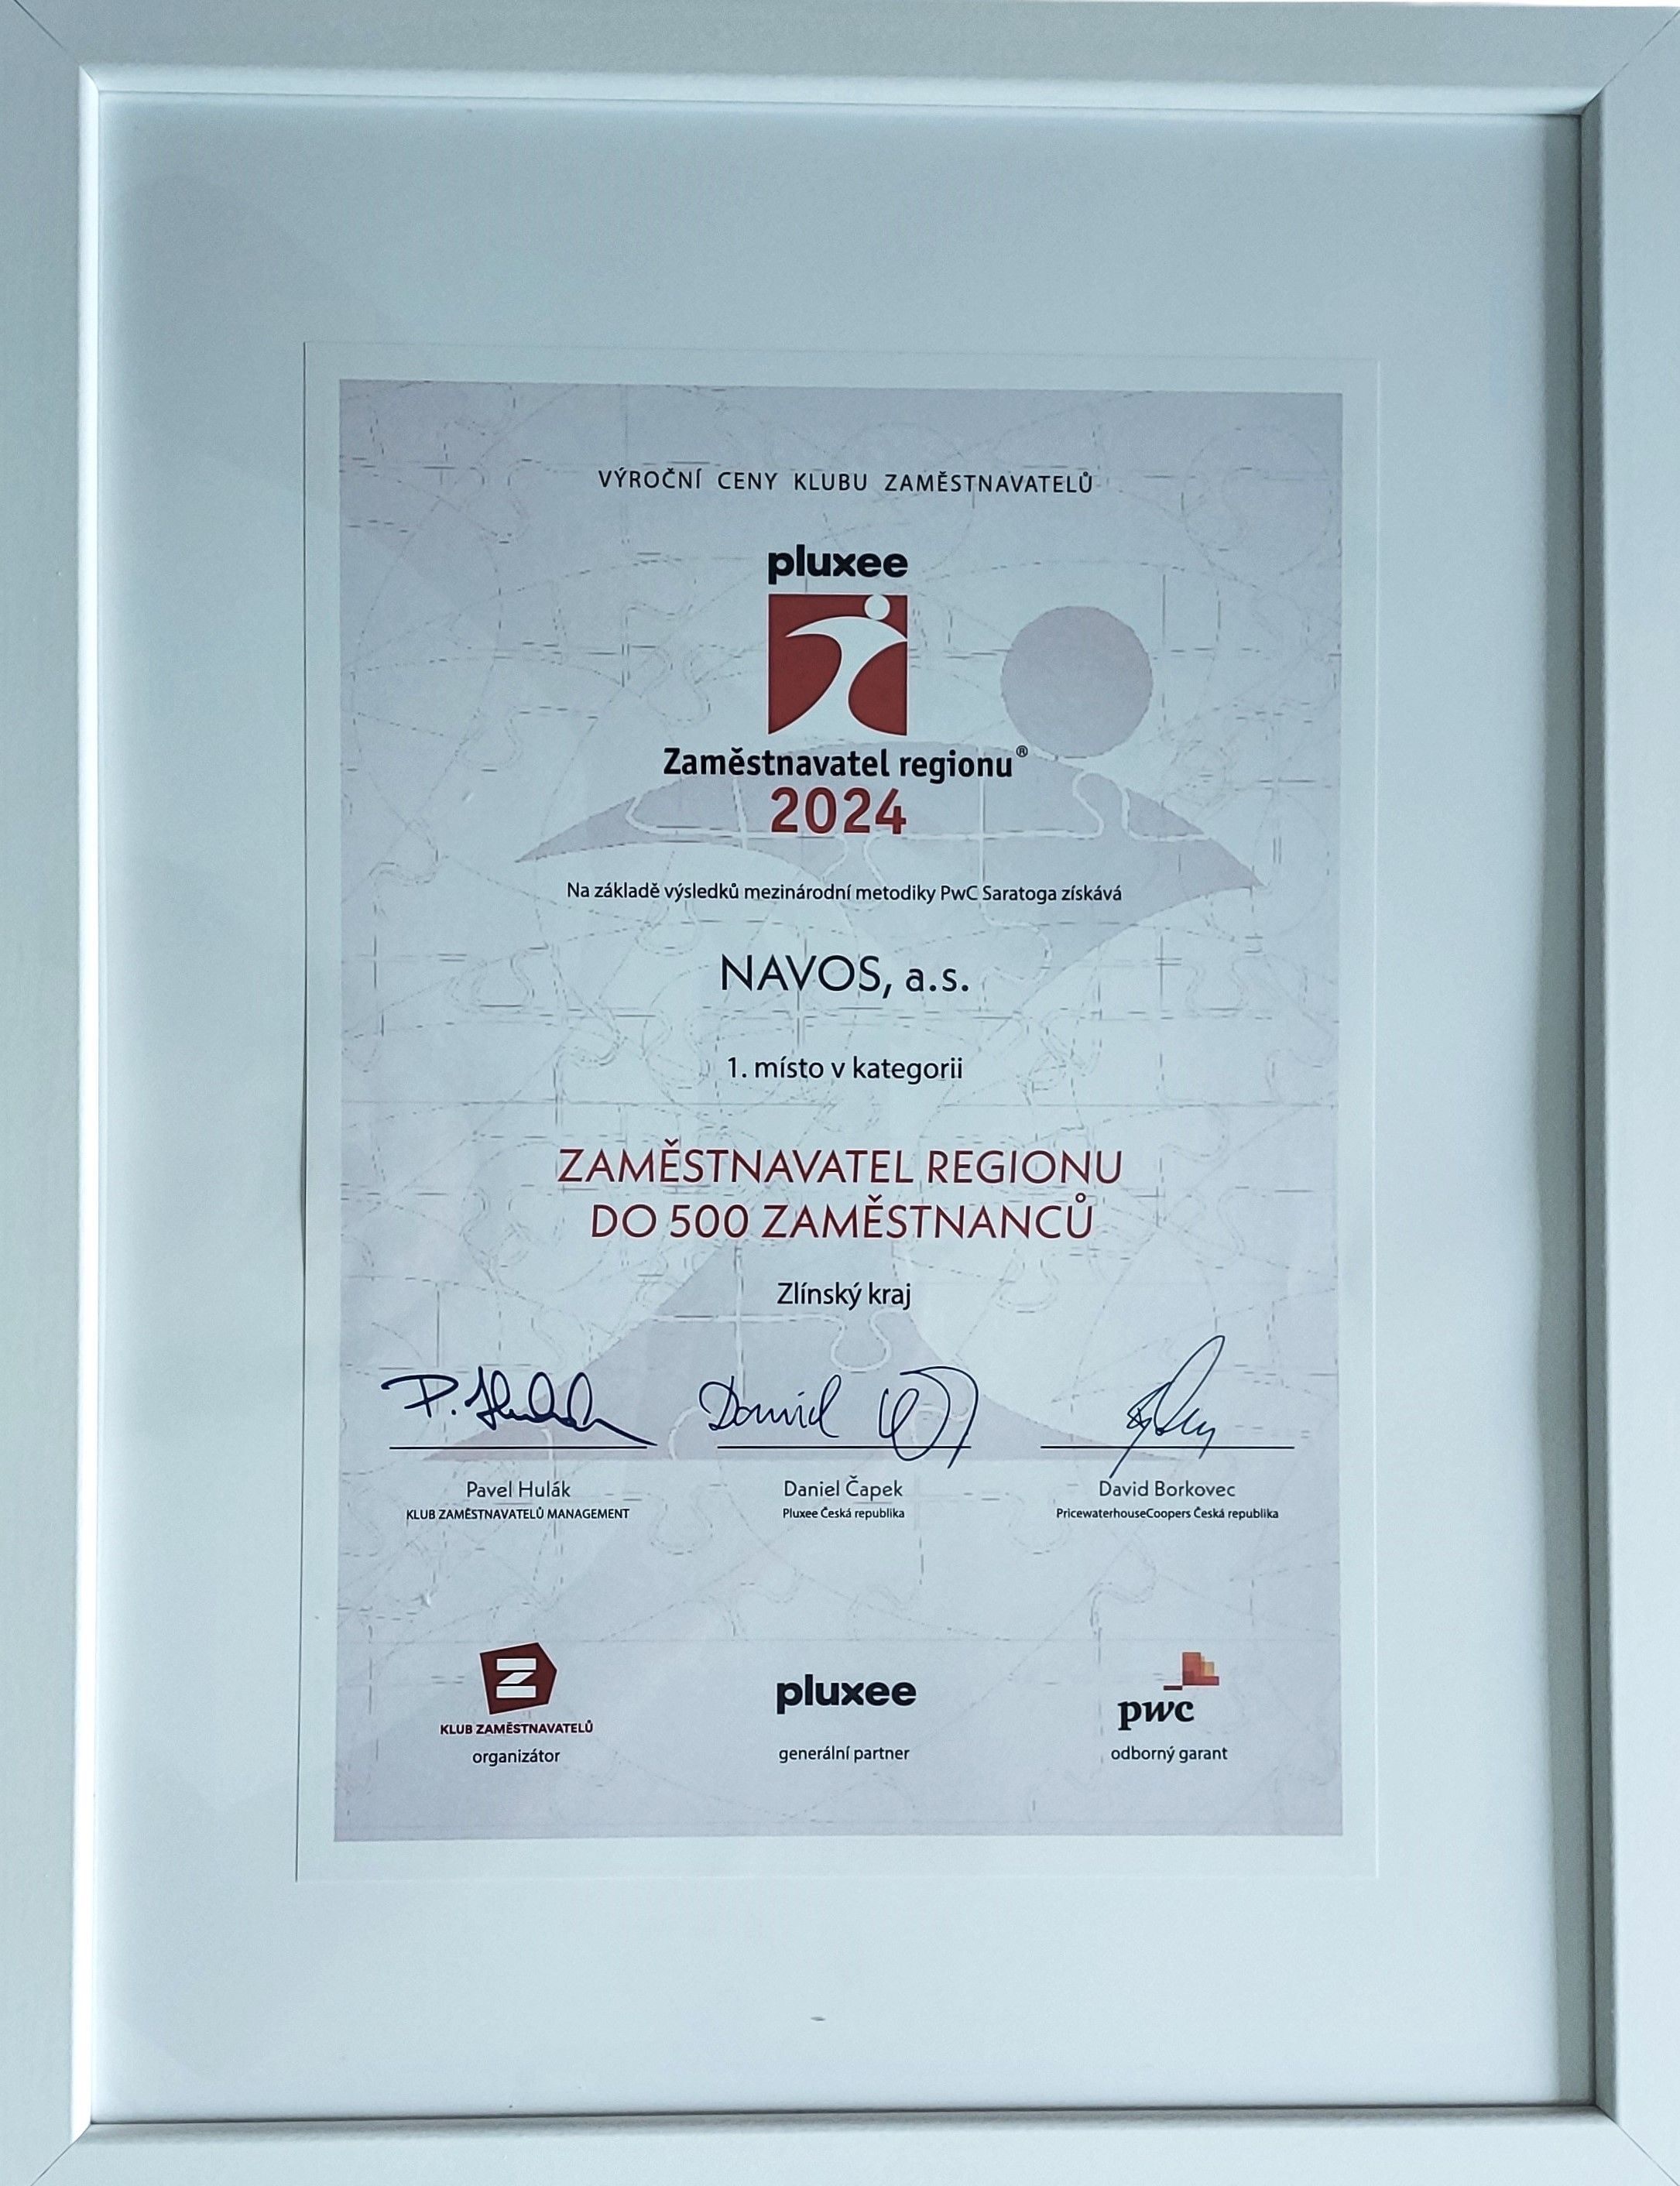 VÝROČNÍ CENY KLUBU ZAMĚSTNAVATELŮ
pluxee
Zaměstnavatel regionu®
2024
Na základě výsledků mezinárodní metodiky PwC Saratoga získává
NAVOS, a.s.
1. místo v kategorii
ZAMĚSTNAVATEL REGIONU
DO 500 ZAMĚSTNANCŮ
Zlínský kraj
P. Hulák
Pavel Hulák Daniel Čapek David Borkovec
KLUB ZAMĚSTNAVATELŮ MANAGEMENT Pluxee Česká republika PricewaterhouseCoopers Česká republika
Z pluxee pwc
KLUB ZAMĚSTNAVATELŮ
organizátor generální partner odborný garant